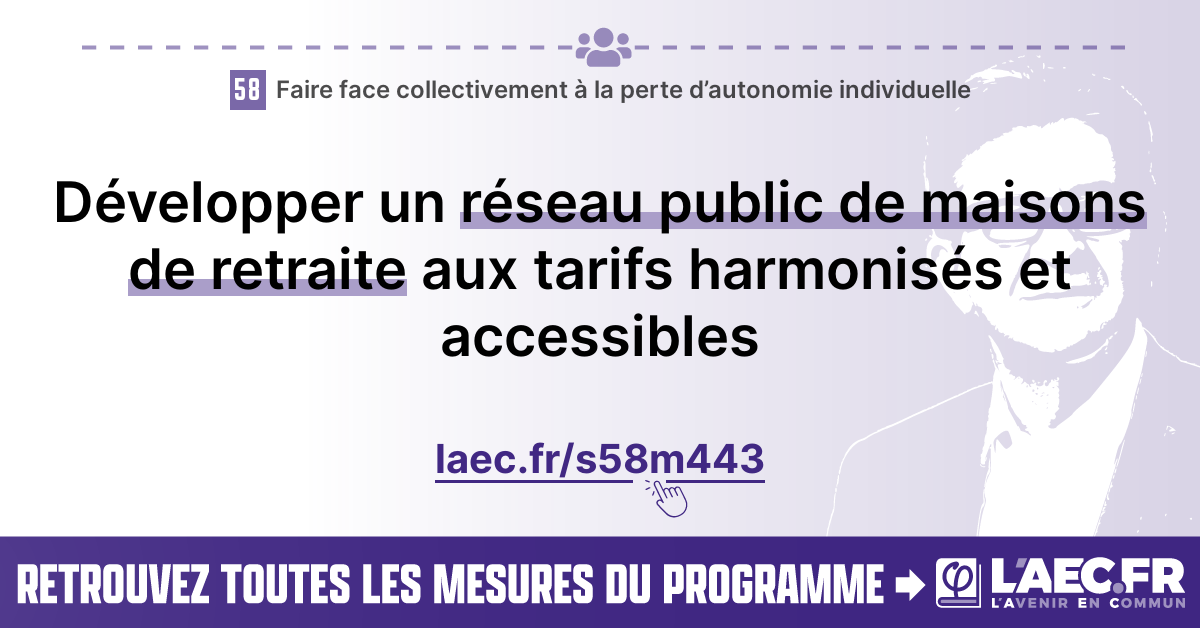 58 Faire face collectivement à la perte d’autonomie individuelle
Développer un réseau public de maisons
de retraite aux tarifs harmonisés et
accessibles
laec.fr/s58m443
RETROUVEZ TOUTES LES MESURES DU PROGRAMME
L'AEC.FR
L'AVENIR EN COMMUN